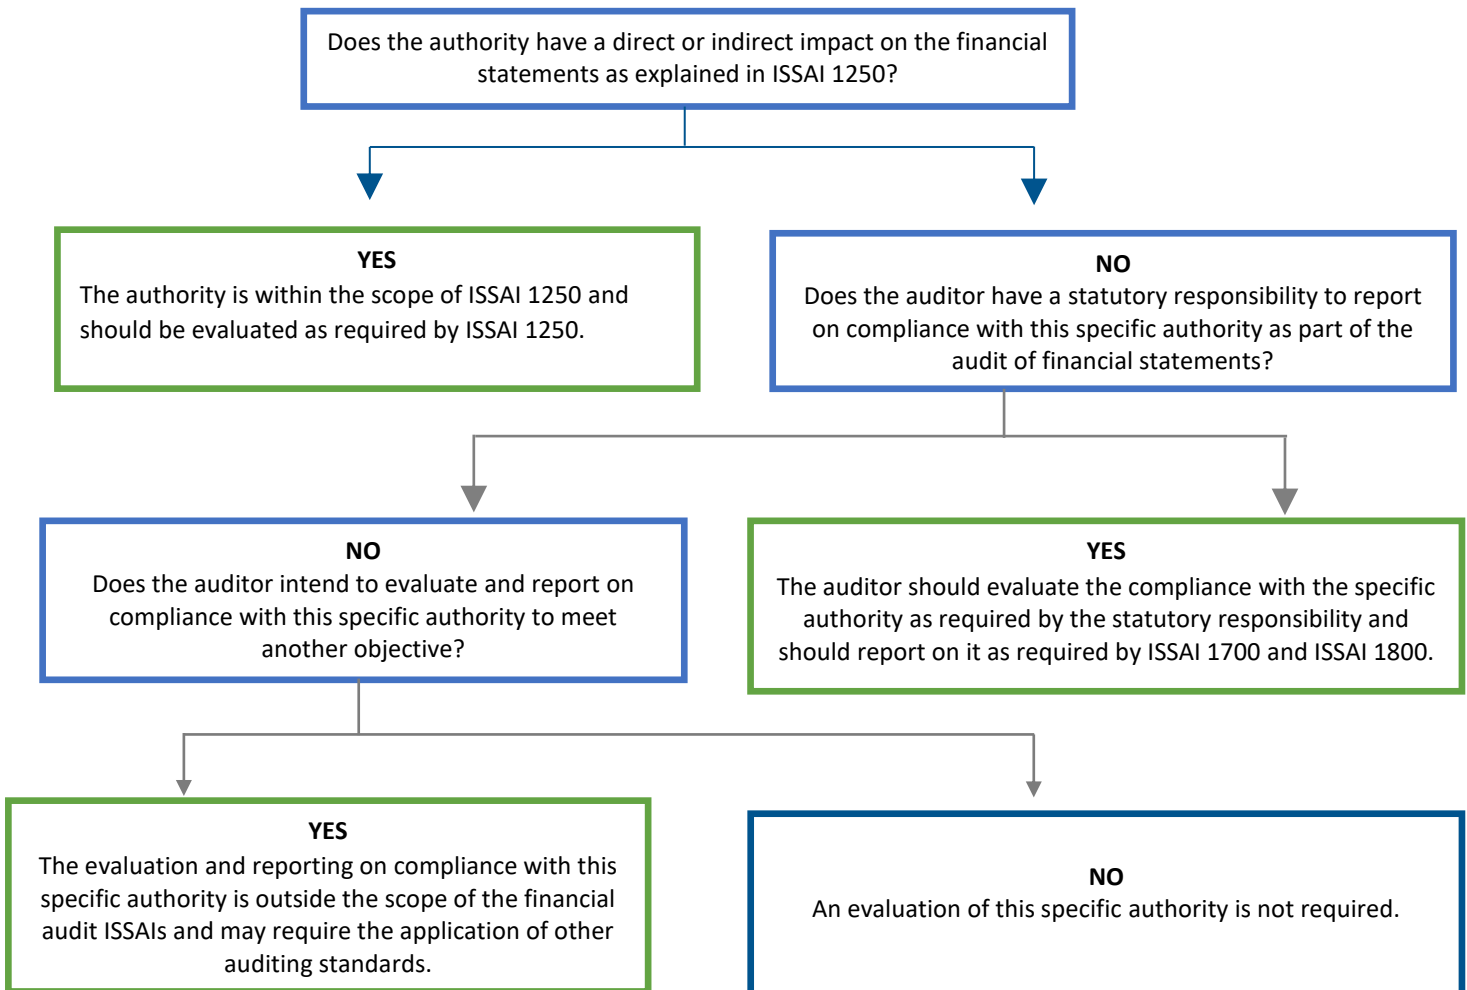 Does the authority have a direct or indirect impact on the financial
statements as explained in ISSAI 1250?
YES
The authority is within the scope of ISSAI 1250 and
should be evaluated as required by ISSAI 1250.
NO
Does the auditor have a statutory responsibility to report
on compliance with this specific authority as part of the
audit of financial statements?
NO
Does the auditor intend to evaluate and report on
compliance with this specific authority to meet
another objective?
YES
The auditor should evaluate the compliance with the specific
authority as required by the statutory responsibility and
should report on it as required by ISSAI 1700 and ISSAI 1800.
YES
The evaluation and reporting on compliance with this
specific authority is outside the scope of the financial
audit ISSAIs and may require the application of other
auditing standards.
NO
An evaluation of this specific authority is not required.